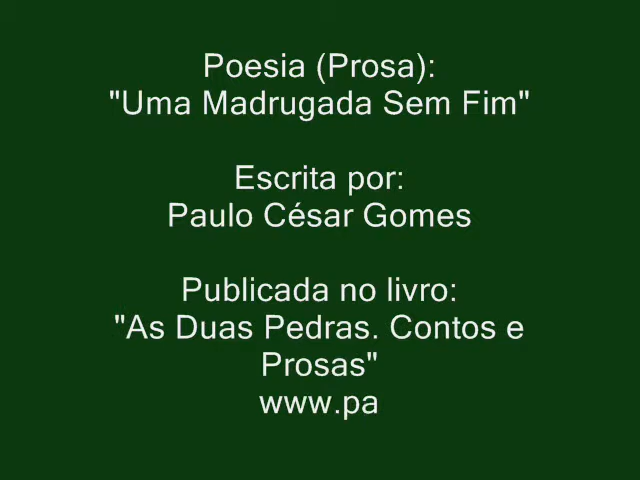 Poesia (Prosa):
"Uma Madrugada Sem Fim"
Escrita por:
Paulo César Gomes
Publicada no livro:
"As Duas Pedras. Contos e
Prosas"
www.pa